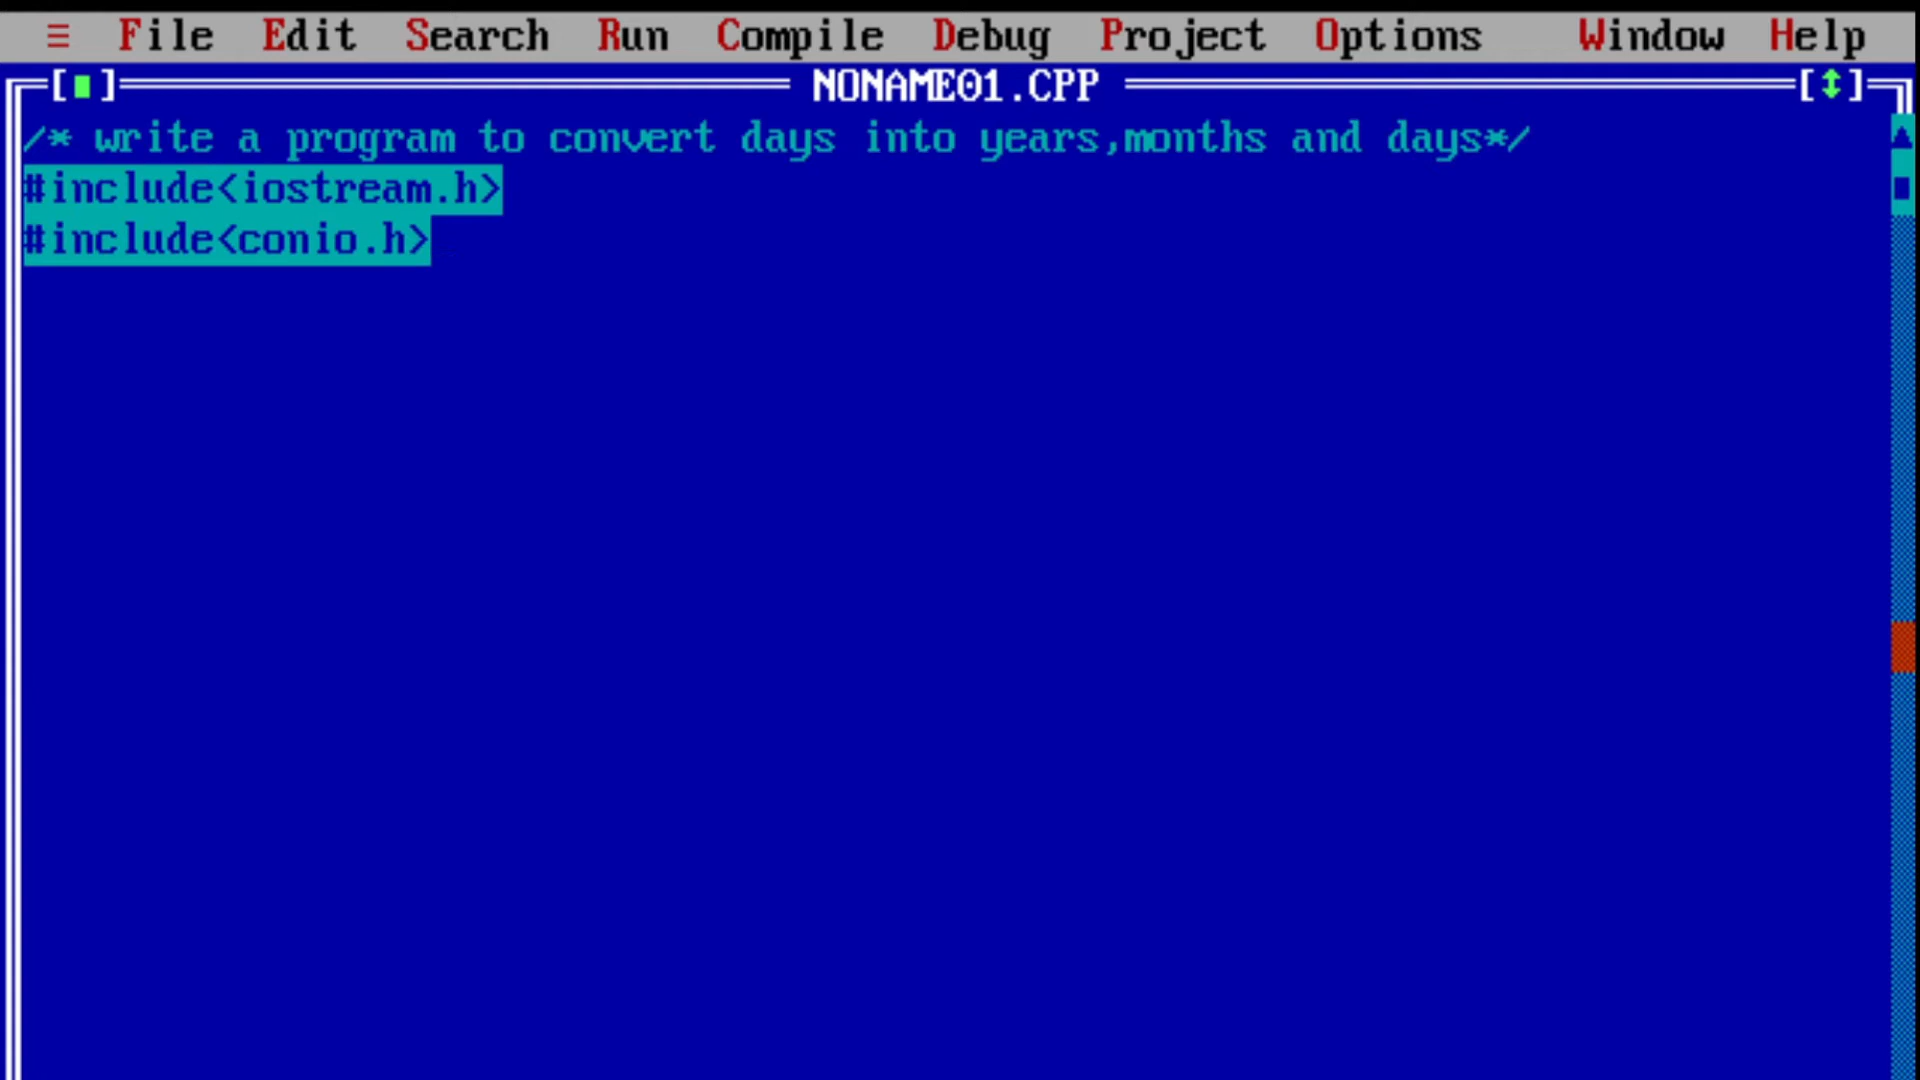 ≡ File Edit Search Run Compile Debug Project Options Window Help
[■] NONAME01.CPP [↕]
/* write a program to convert days into years,months and days*/
#include<iostream.h>
#include<conio.h>